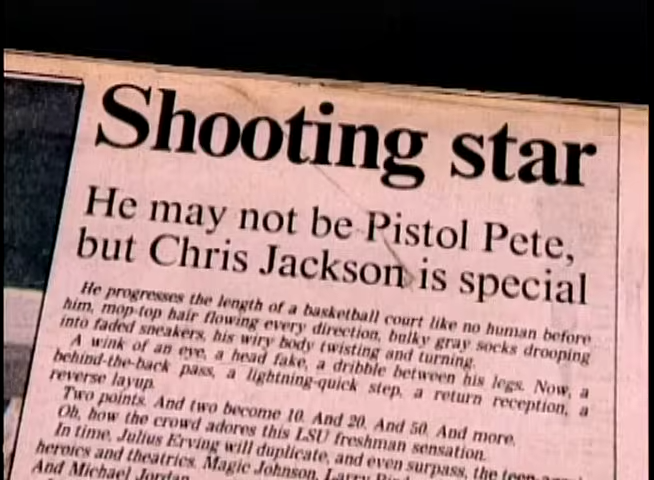 Shooting star
He may not be Pistol Pete,
but Chris Jackson is special
He progresses the length of a basketball court like no human before
him, mop-top hair flowing every direction, bulky gray socks drooping
into faded sneakers, his wiry body twisting and turning.
A wink of an eye, a head fake, a dribble between his legs. Now, a
behind-the-back pass, a lightning-quick step, a return reception, a
reverse layup.
Two points. And two become 10. And 20. And 50. And more.
Oh, how the crowd adores this LSU freshman sensation.
In time, Julius Erving will duplicate, and even surpass, the
heroics and theatrics. Magic Johnson, Larry
And Michael Jordan